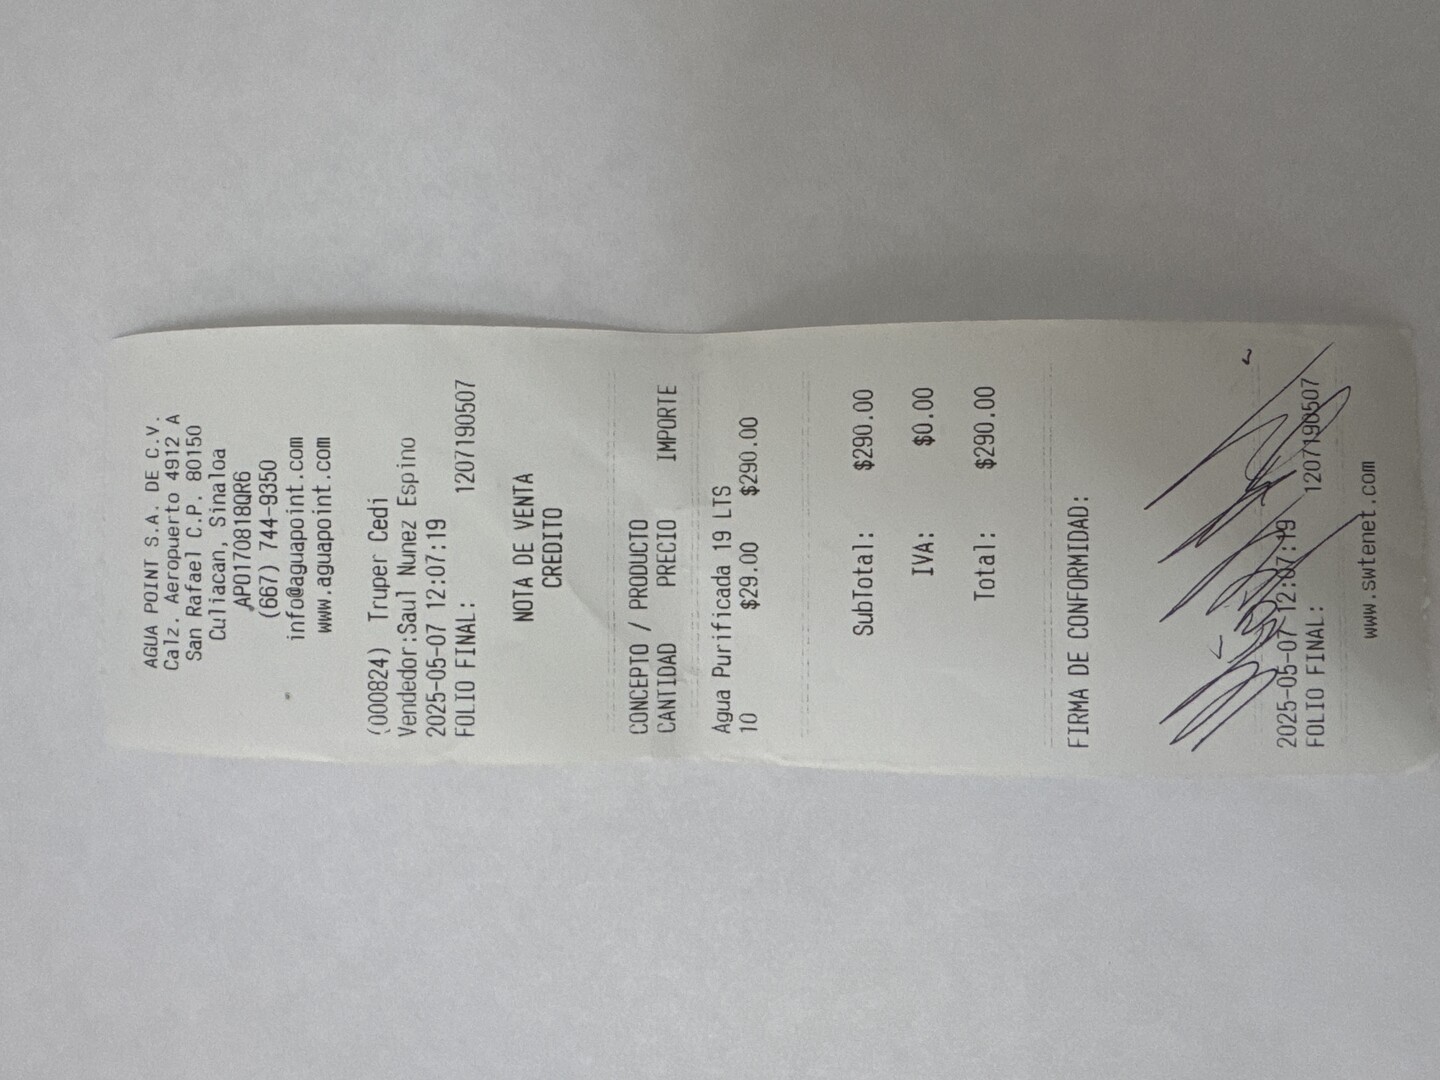 AGUA POINT S.A. DE C.V.
Calz. Aeropuerto 4912 A
San Rafael C.P. 80150
Culiacan, Sinaloa
APO170818QR6
(667) 744-9350
info@aguapoint.com
www.aguapoint.com
(000824) Truper Cedi
Vendedor:Saul Nunez Espino
2025-05-07 12:07:19
FOLIO FINAL: 1207190507
NOTA DE VENTA
CREDITO
CONCEPTO / PRODUCTO
CANTIDAD PRECIO IMPORTE
Agua Purificada 19 LTS
10 $29.00 $290.00
SubTotal: $290.00
IVA: $0.00
Total: $290.00
FIRMA DE CONFORMIDAD:
2025-05-07 12:07:19
FOLIO FINAL: 1207190507
www.swtenet.com